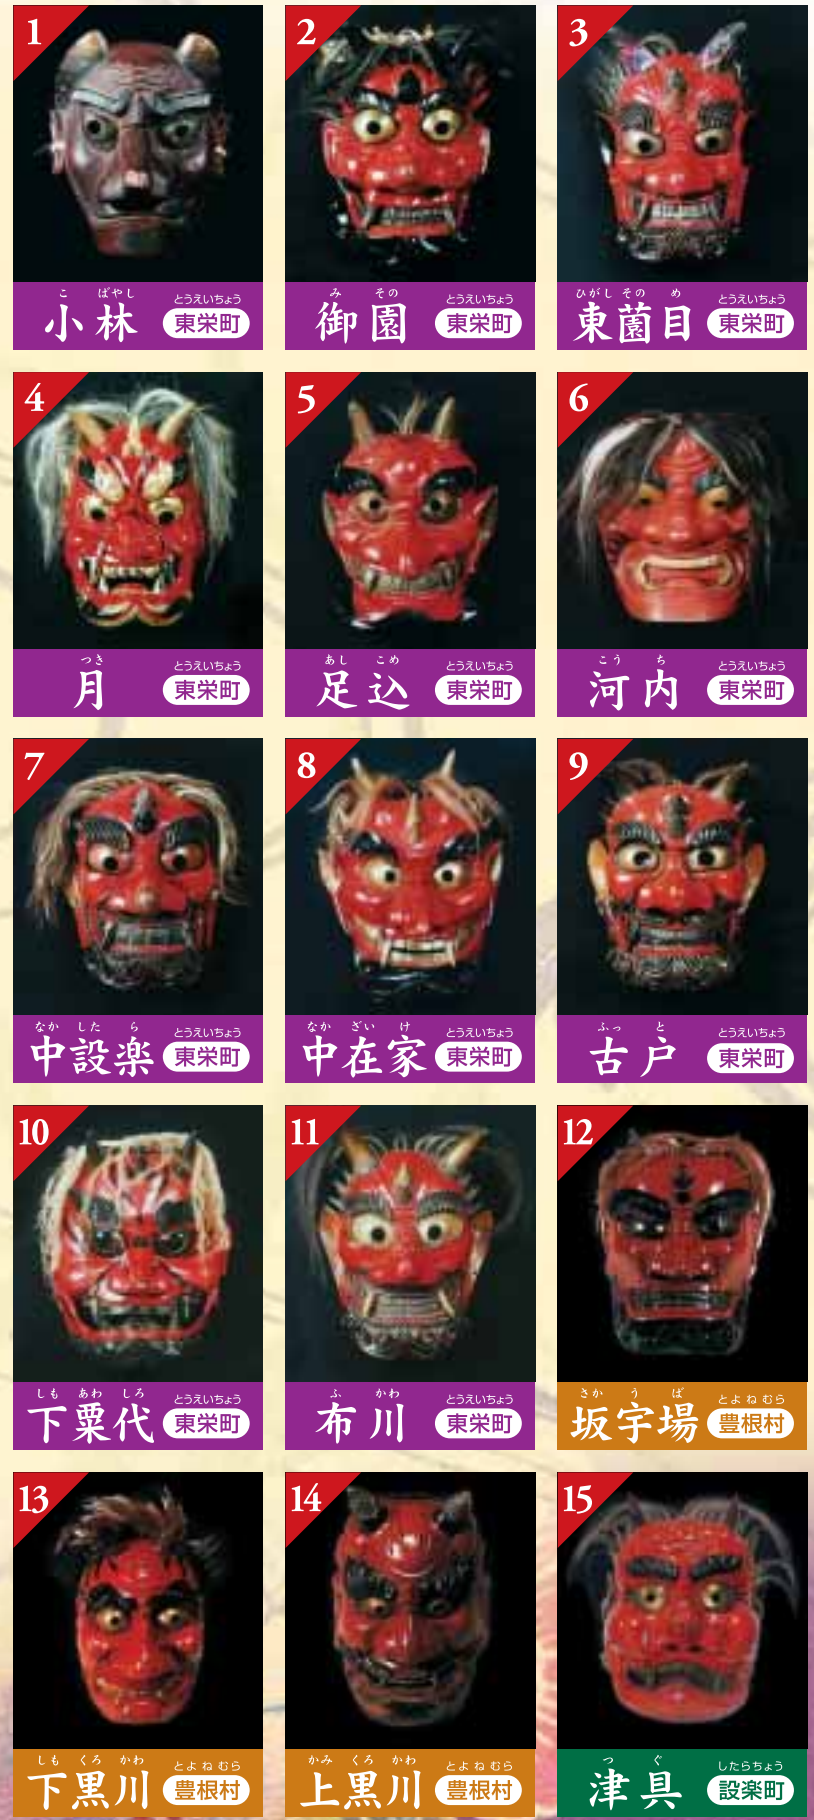 1
こ ばやし
小林
とうえいちょう
東栄町
2
み その
御園
とうえいちょう
東栄町
3
ひがし その め
東薗目
とうえいちょう
東栄町
4
つき
月
とうえいちょう
東栄町
5
あし こめ
足込
とうえいちょう
東栄町
6
こう ち
河内
とうえいちょう
東栄町
7
なか した ら
中設楽
とうえいちょう
東栄町
8
なか ざい け
中在家
とうえいちょう
東栄町
9
ふっ と
古戸
とうえいちょう
東栄町
10
しも あわ しろ
下粟代
とうえいちょう
東栄町
11
ふ かわ
布川
とうえいちょう
東栄町
12
さか う ば
坂宇場
とよねむら
豊根村
13
しも くろ かわ
下黒川
とよねむら
豊根村
14
かみ くろ かわ
上黒川
とよねむら
豊根村
15
つ ぐ
津具
したらちょう
設楽町